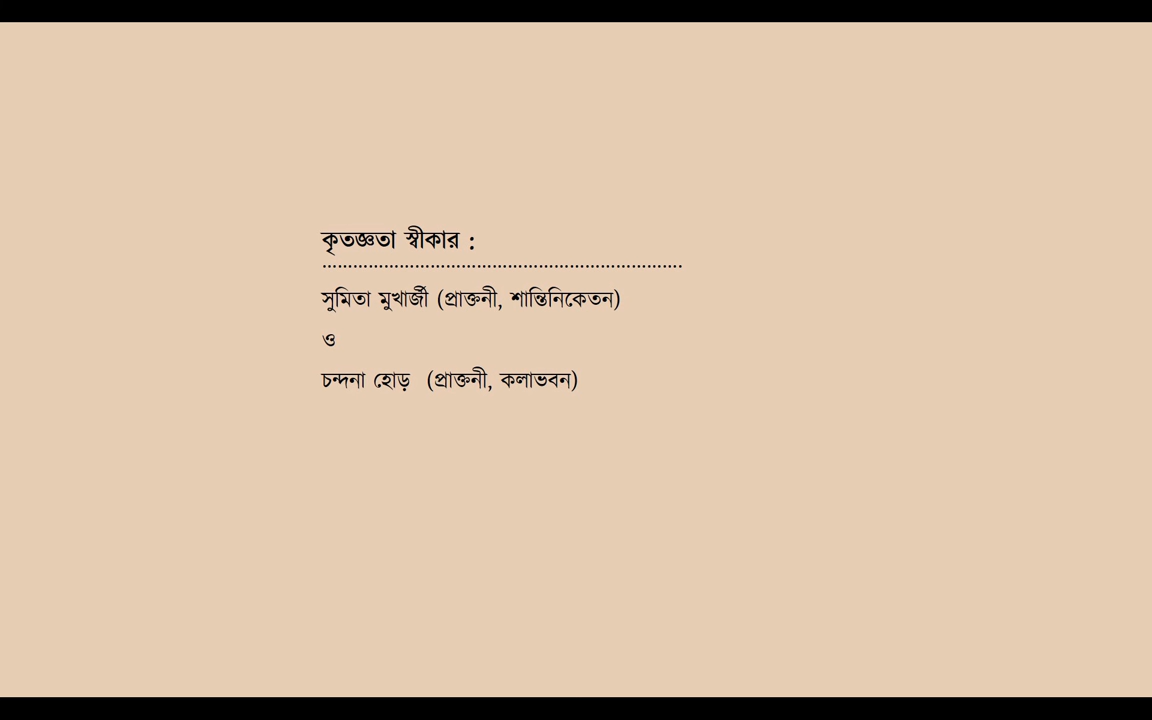 কৃতজ্ঞতা স্বীকার :
......................................................................
সুমিতা মুখার্জী (প্রাক্তনী, শান্তিনিকেতন)
ও
চন্দনা হোড় (প্রাক্তনী, কলাভবন)